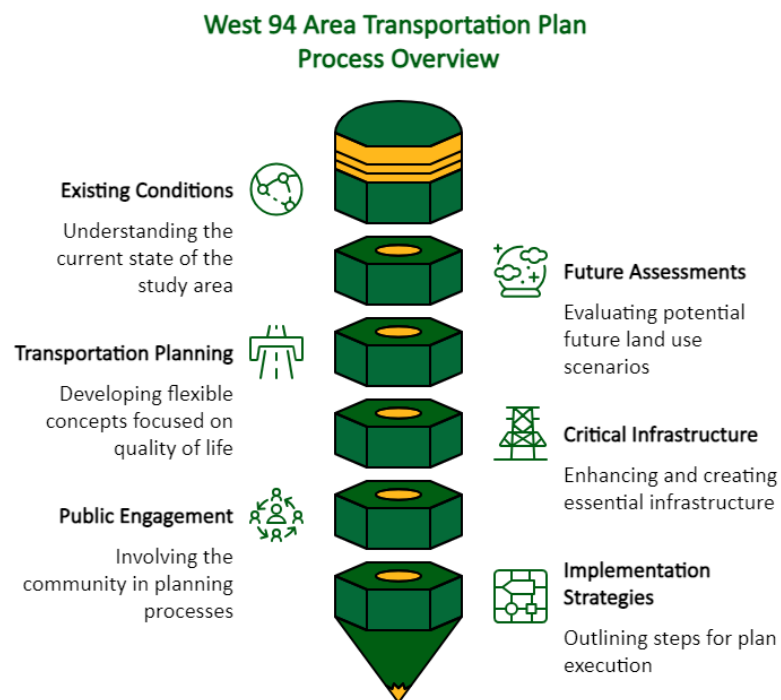 West 94 Area Transportation Plan
Process Overview
Existing Conditions
Understanding the
current state of the
study area
Future Assessments
Evaluating potential
future land use
scenarios
Transportation Planning
Developing flexible
concepts focused on
quality of life
Critical Infrastructure
Enhancing and creating
essential infrastructure
Public Engagement
Involving the
community in planning
processes
Implementation
Strategies
Outlining steps for plan
execution